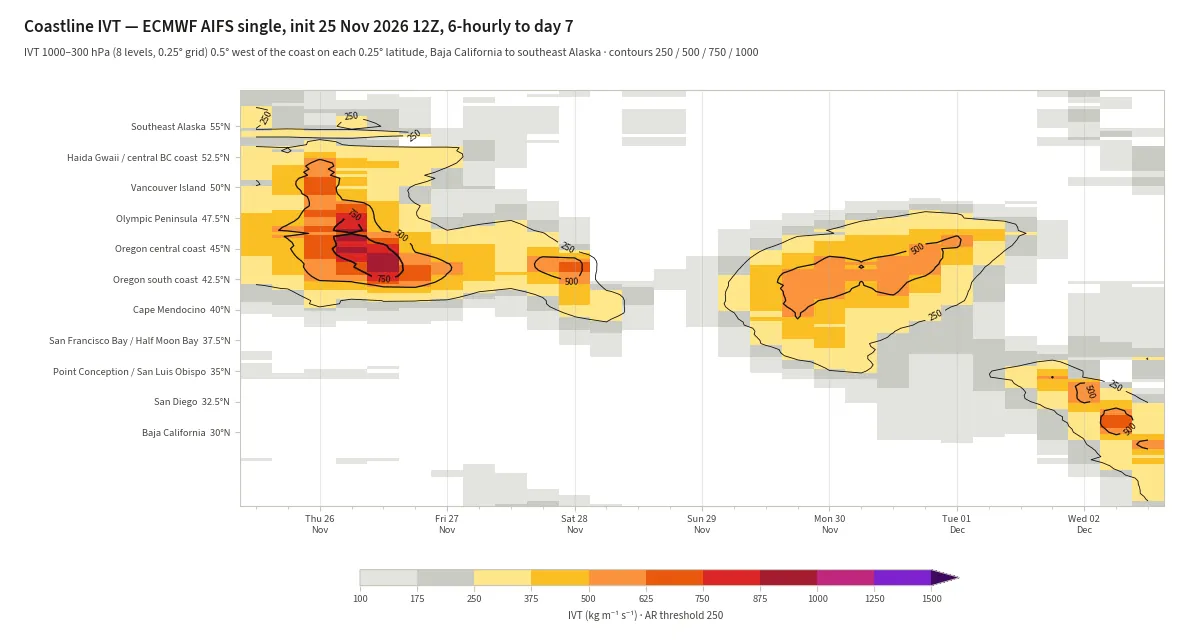 Coastline IVT — ECMWF AIFS single, init 25 Nov 2026 12Z, 6-hourly to day 7
IVT 1000–300 hPa (8 levels, 0.25° grid) 0.5° west of the coast on each 0.25° latitude, Baja California to southeast Alaska · contours 250 / 500 / 750 / 1000
Southeast Alaska 55°N
Haida Gwaii / central BC coast 52.5°N
Vancouver Island 50°N
Olympic Peninsula 47.5°N
Oregon central coast 45°N
Oregon south coast 42.5°N
Cape Mendocino 40°N
San Francisco Bay / Half Moon Bay 37.5°N
Point Conception / San Luis Obispo 35°N
San Diego 32.5°N
Baja California 30°N
250
250
250
750
500
750
250
500
500
250
250
500
500
Thu 26 Nov
Fri 27 Nov
Sat 28 Nov
Sun 29 Nov
Mon 30 Nov
Tue 01 Dec
Wed 02 Dec
100 175 250 375 500 625 750 875 1000 1250 1500
IVT (kg m⁻¹ s⁻¹) · AR threshold 250